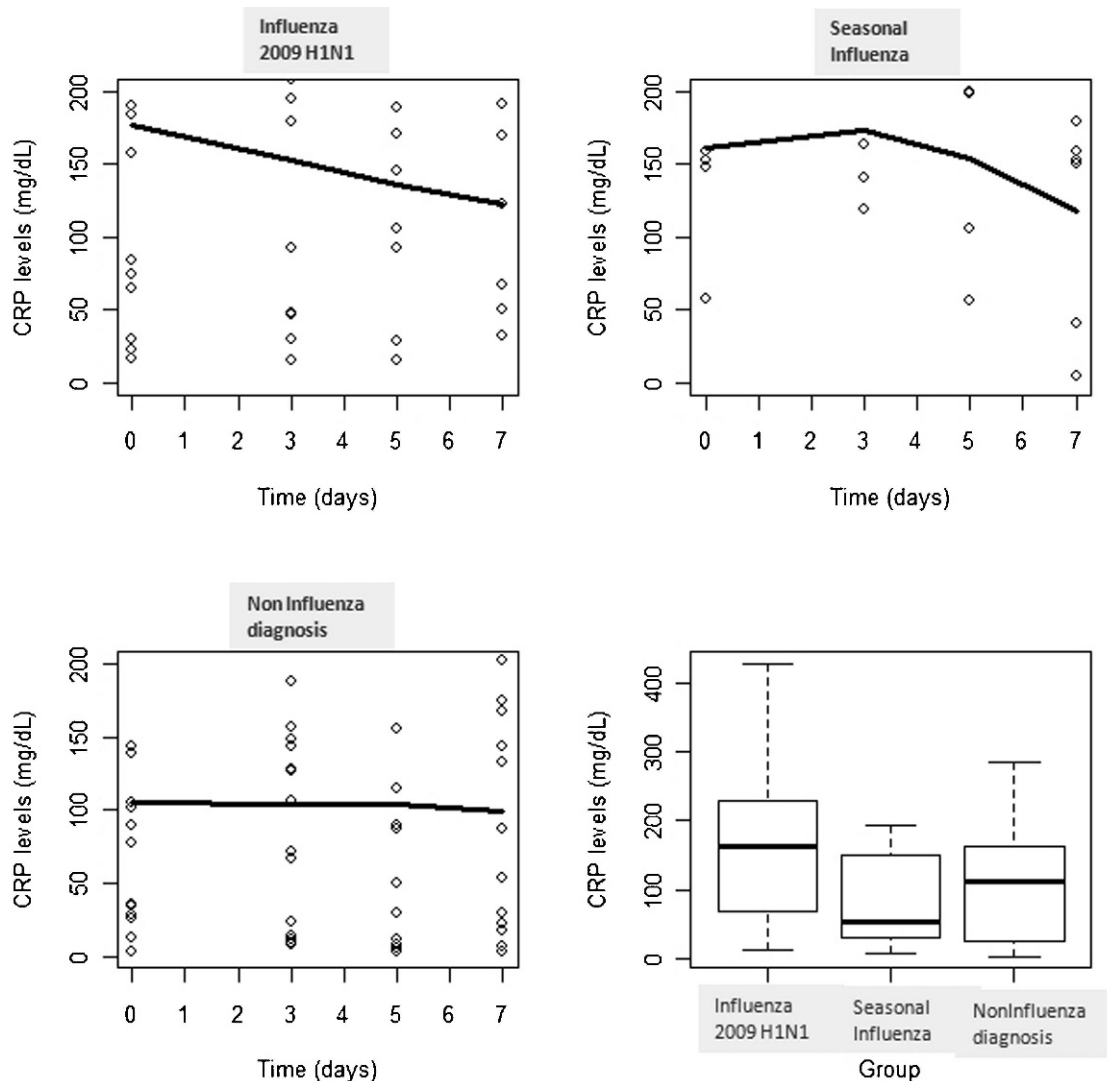 Influenza
2009 H1N1
CRP levels (mg/dL)
200
150
100
50
0
0 1 2 3 4 5 6 7
Time (days)
Seasonal
Influenza
CRP levels (mg/dL)
200
150
100
50
0
0 1 2 3 4 5 6 7
Time (days)
Non Influenza
diagnosis
CRP levels (mg/dL)
200
150
100
50
0
0 1 2 3 4 5 6 7
Time (days)
CRP levels (mg/dL)
400
300
200
100
0
Influenza
2009 H1N1
Seasonal
Influenza
NonInfluenza
diagnosis
Group